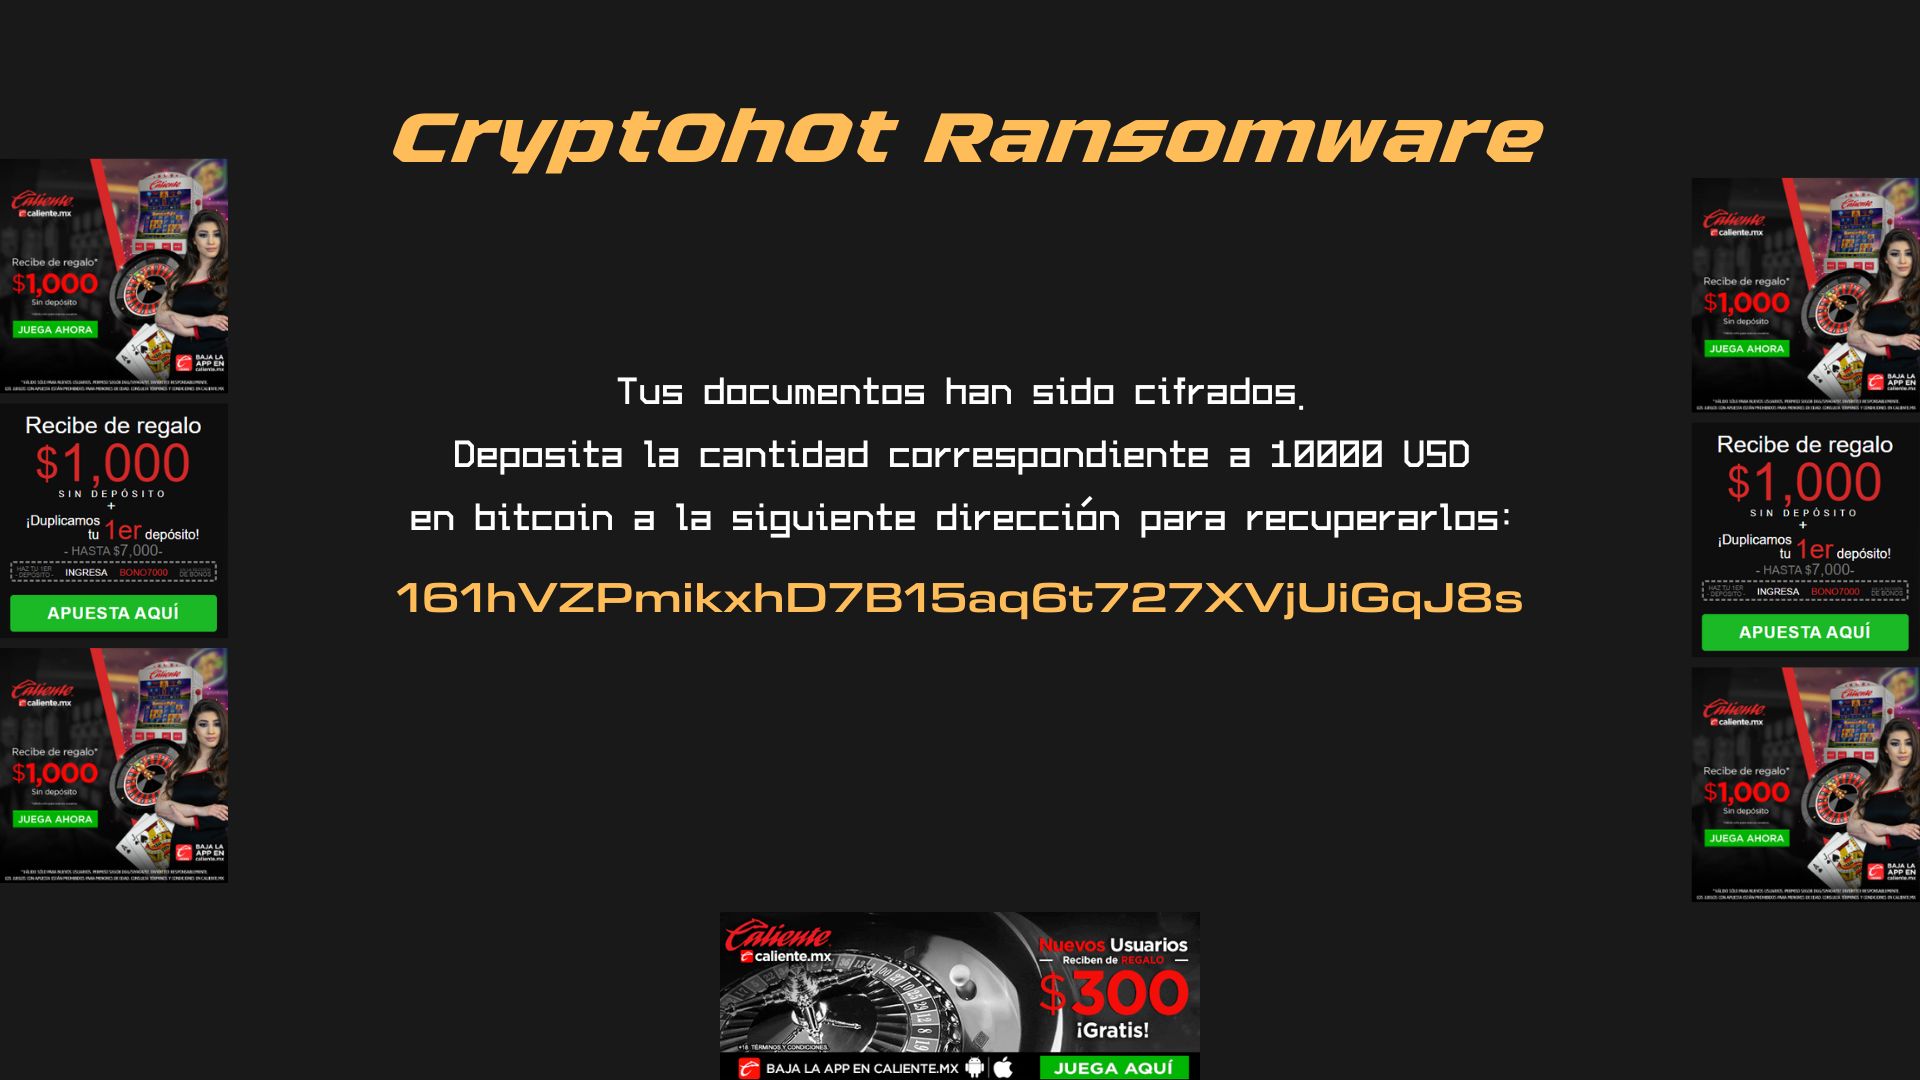 Crypt0h0t Ransomware
Caliente
caliente.mx
Recibe de regalo*
$1,000
Sin depósito
JUEGA AHORA
BAJA LA
APP EN
caliente.mx
Recibe de regalo
$1,000
SIN DEPÓSITO
+
¡Duplicamos
tu 1er depósito!
- HASTA $7,000-
HAZ TU 1ER
- DEPÓSITO -
INGRESA BONO7000
APUESTA AQUÍ
Caliente
caliente.mx
Recibe de regalo*
$1,000
Sin depósito
JUEGA AHORA
BAJA LA
APP EN
caliente.mx
Tus documentos han sido cifrados.
Deposita la cantidad correspondiente a 10000 USD
en bitcoin a la siguiente dirección para recuperarlos:
161hVZPmikxhD7B15aq6t727XVjUiGqJ8s
Caliente
caliente.mx
Recibe de regalo*
$1,000
Sin depósito
JUEGA AHORA
BAJA LA
APP EN
caliente.mx
Recibe de regalo
$1,000
SIN DEPÓSITO
+
¡Duplicamos
tu 1er depósito!
- HASTA $7,000-
HAZ TU 1ER
- DEPÓSITO -
INGRESA BONO7000
APUESTA AQUÍ
Caliente
caliente.mx
Recibe de regalo*
$1,000
Sin depósito
JUEGA AHORA
BAJA LA
APP EN
caliente.mx
Caliente
caliente.mx
Nuevos Usuarios
Reciben de REGALO
$300
¡Gratis!
+18 TÉRMINOS Y CONDICIONES.
BAJA LA APP EN CALIENTE.MX
JUEGA AQUÍ